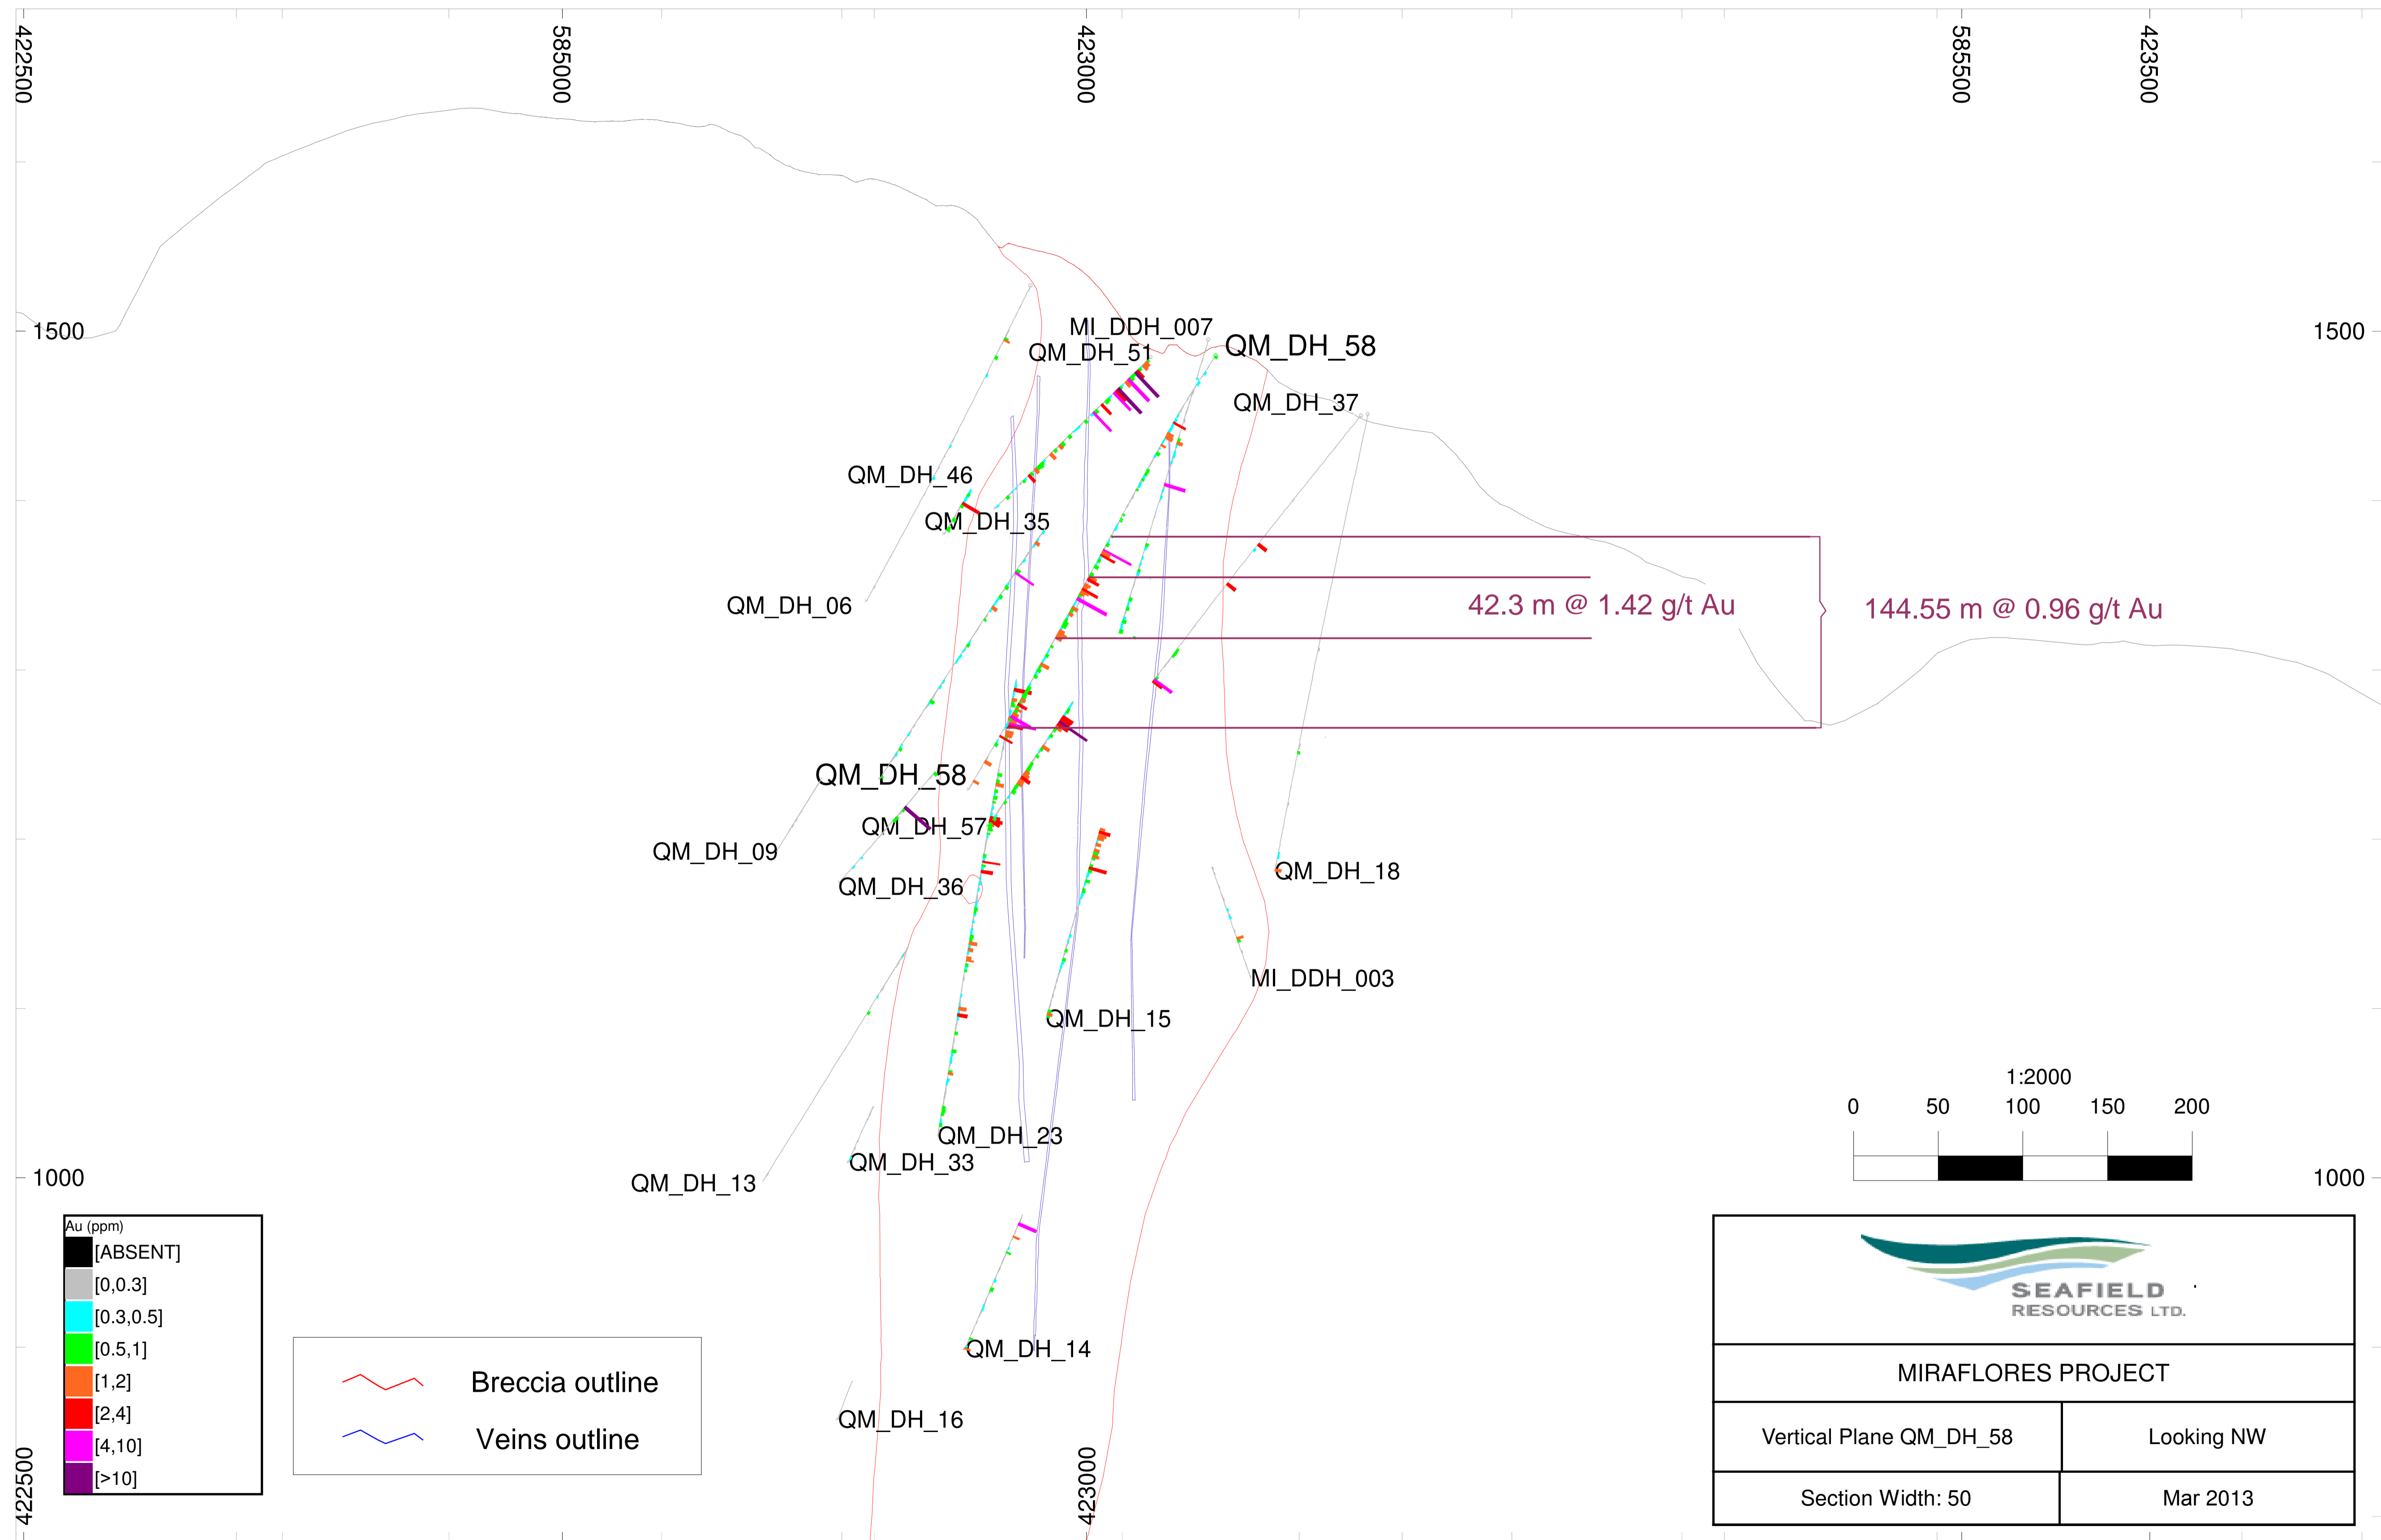 422500
585000
423000
585500
423500
1500
1500
MI_DDH_007
QM_DH_51
QM_DH_58
QM_DH_37
QM_DH_46
QM_DH_35
QM_DH_06
42.3 m @ 1.42 g/t Au
144.55 m @ 0.96 g/t Au
QM_DH_58
QM_DH_57
QM_DH_09
QM_DH_36
QM_DH_18
MI_DDH_003
QM_DH_15
QM_DH_23
QM_DH_33
QM_DH_13
1:2000
0 50 100 150 200
1000
1000
QM_DH_14
QM_DH_16
Au (ppm)
[ABSENT]
[0,0.3]
[0.3,0.5]
[0.5,1]
[1,2]
[2,4]
[4,10]
[>10]
Breccia outline
Veins outline
422500
423000
SEAFIELD
RESOURCES LTD.
MIRAFLORES PROJECT
Vertical Plane QM_DH_58
Looking NW
Section Width: 50
Mar 2013